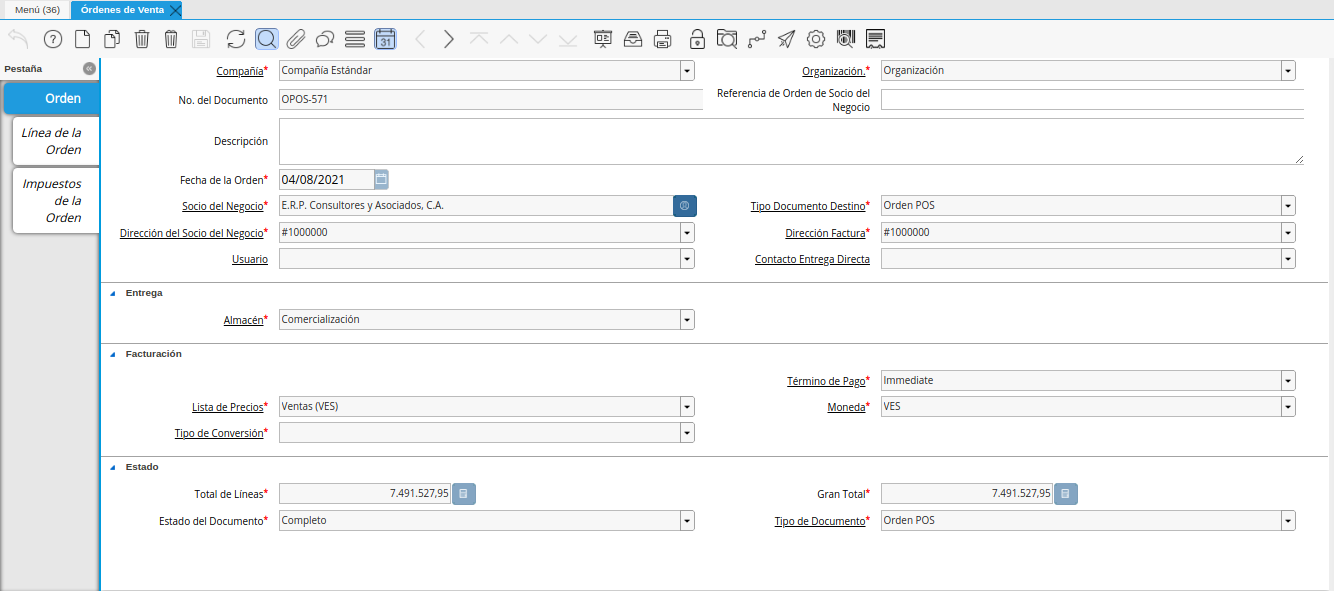 Menú (36)
Órdenes de Venta
31
Pestaña
Orden
Línea de la
Orden
Impuestos
de la
Orden
Compañía* Compañía Estándar
Organización.* Organización
No. del Documento OPOS-571
Referencia de Orden de Socio del
Negocio
Descripción
Fecha de la Orden* 04/08/2021
Socio del Negocio* E.R.P. Consultores y Asociados, C.A.
Tipo Documento Destino* Orden POS
Dirección del Socio del Negocio* #1000000
Dirección Factura* #1000000
Usuario
Contacto Entrega Directa
Entrega
Almacén* Comercialización
Facturación
Término de Pago* Immediate
Lista de Precios* Ventas (VES)
Moneda* VES
Tipo de Conversión*
Estado
Total de Líneas* 7.491.527,95
Gran Total* 7.491.527,95
Estado del Documento* Completo
Tipo de Documento* Orden POS